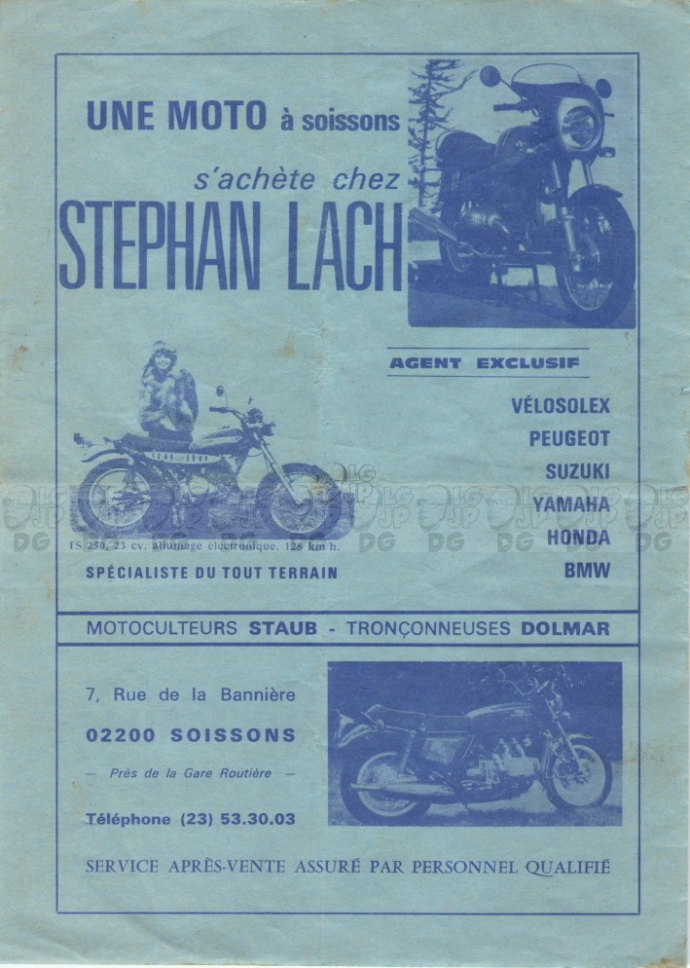 UNE MOTO à soissons
s'achète chez
STEPHAN LACH
AGENT EXCLUSIF
VÉLOSOLEX
PEUGEOT
SUZUKI
YAMAHA
HONDA
BMW
TS 250, 23 cv, allumage électronique, 128 km/h.
SPÉCIALISTE DU TOUT TERRAIN
MOTOCULTEURS STAUB - TRONÇONNEUSES DOLMAR
7, Rue de la Bannière
02200 SOISSONS
— Près de la Gare Routière —
Téléphone (23) 53.30.03
SERVICE APRÈS-VENTE ASSURÉ PAR PERSONNEL QUALIFIÉ